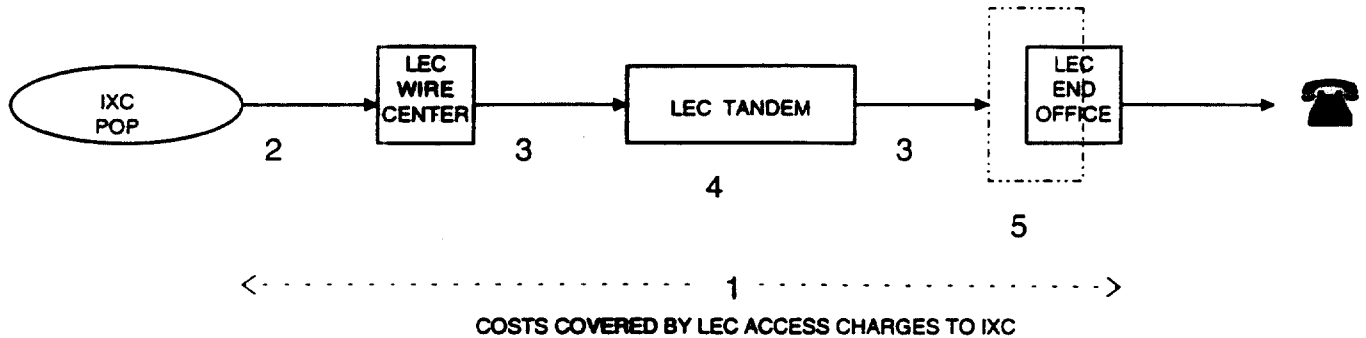 IXC
POP
LEC
WIRE
CENTER
LEC TANDEM
LEC
END
OFFICE
2
3
4
3
5
1
COSTS COVERED BY LEC ACCESS CHARGES TO IXC